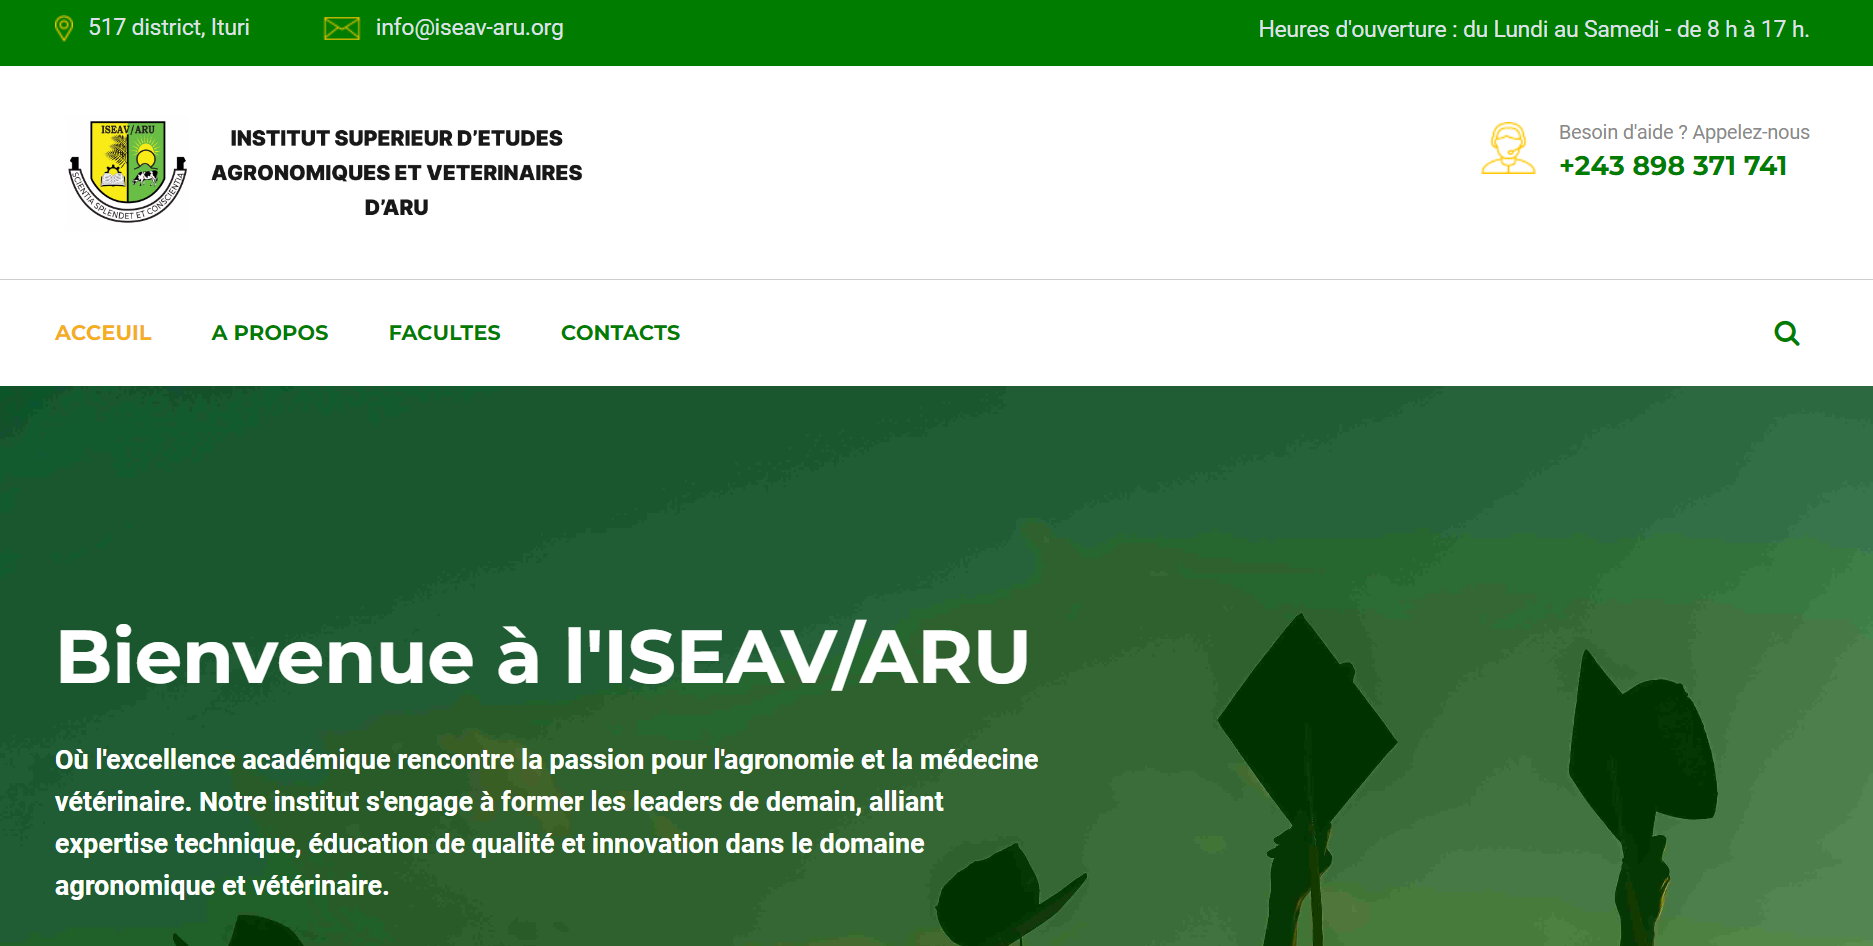 517 district, Ituri
info@iseav-aru.org
Heures d'ouverture : du Lundi au Samedi - de 8 h à 17 h.
ISEAV/ARU
SCIENTIA SPLENDET ET CONSCIENTIA
INSTITUT SUPERIEUR D'ETUDES
AGRONOMIQUES ET VETERINAIRES
D'ARU
Besoin d'aide ? Appelez-nous
+243 898 371 741
ACCEUIL
A PROPOS
FACULTES
CONTACTS
Bienvenue à l'ISEAV/ARU
Où l'excellence académique rencontre la passion pour l'agronomie et la médecine
vétérinaire. Notre institut s'engage à former les leaders de demain, alliant
expertise technique, éducation de qualité et innovation dans le domaine
agronomique et vétérinaire.